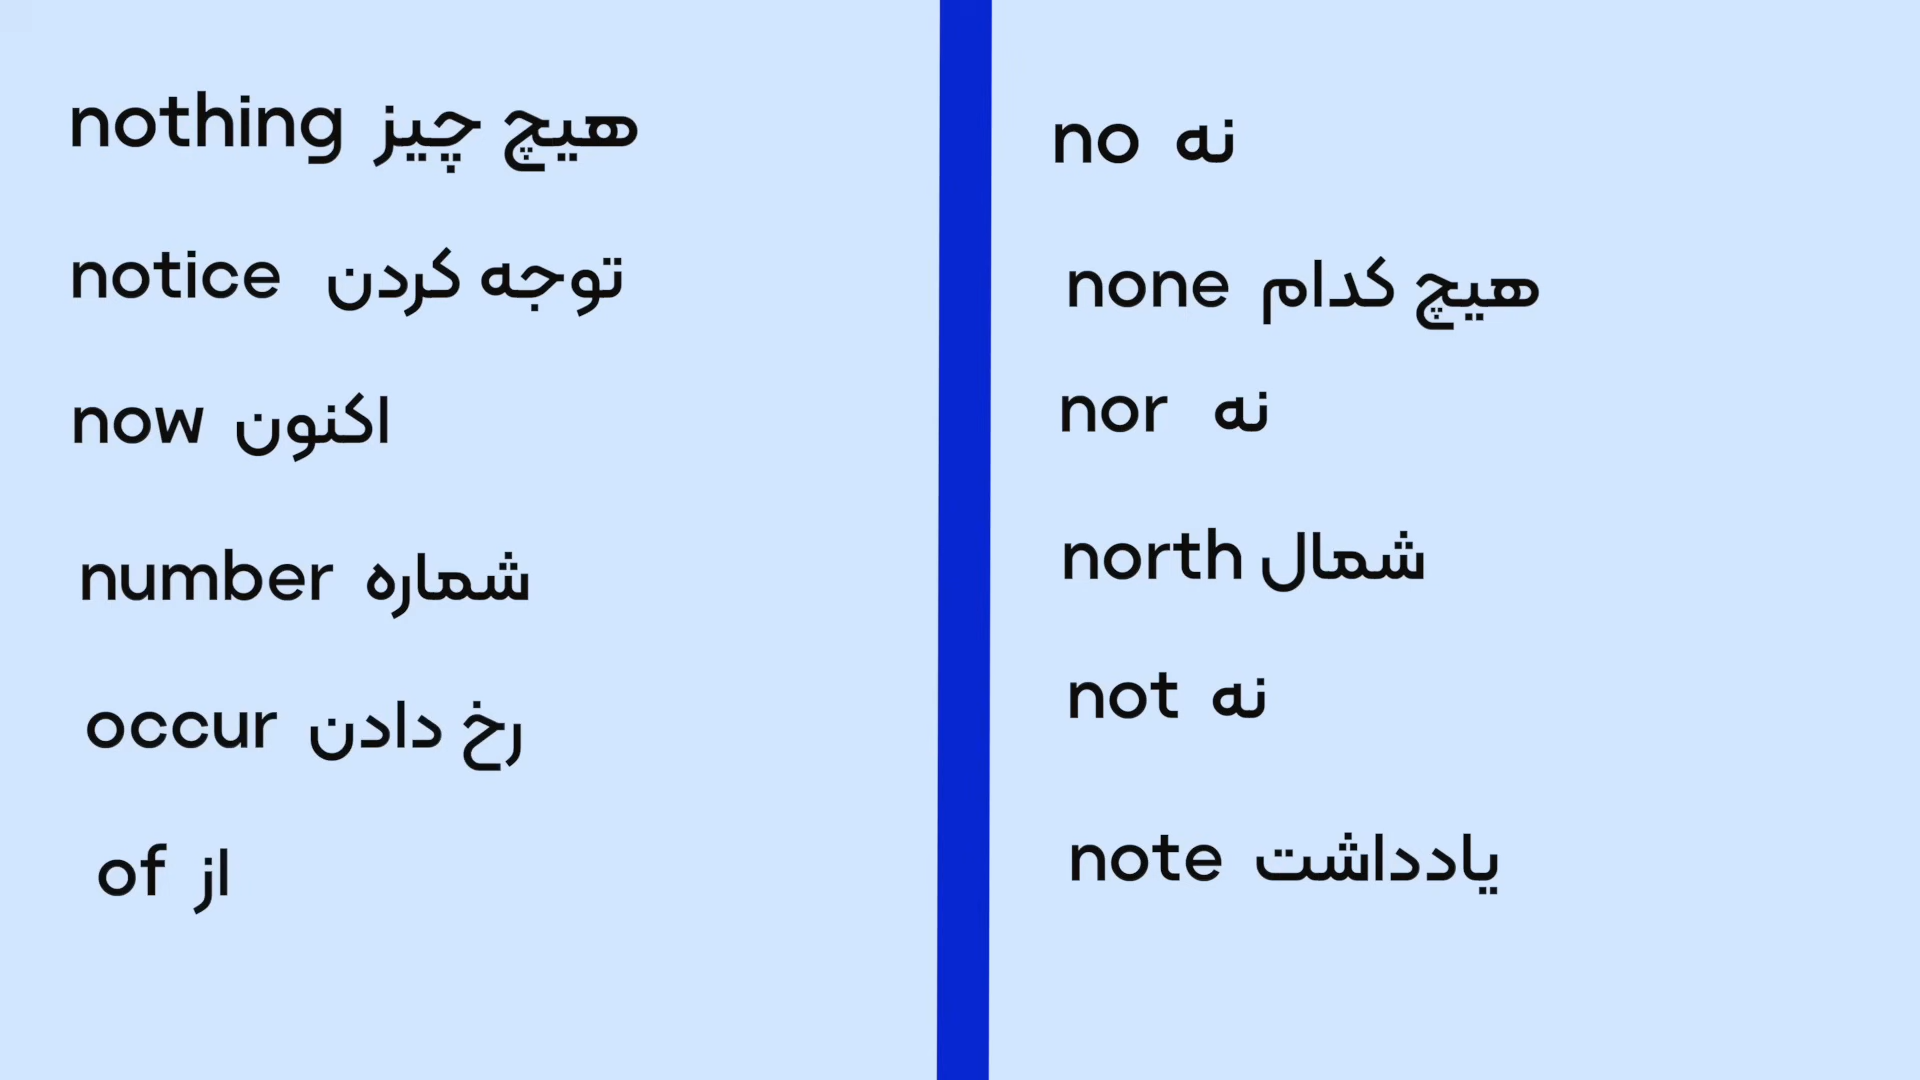 nothing هیچ چیز
notice توجه کردن
now اکنون
number شماره
occur رخ دادن
of از
no نه
none هیچ کدام
nor نه
north شمال
not نه
note یادداشت